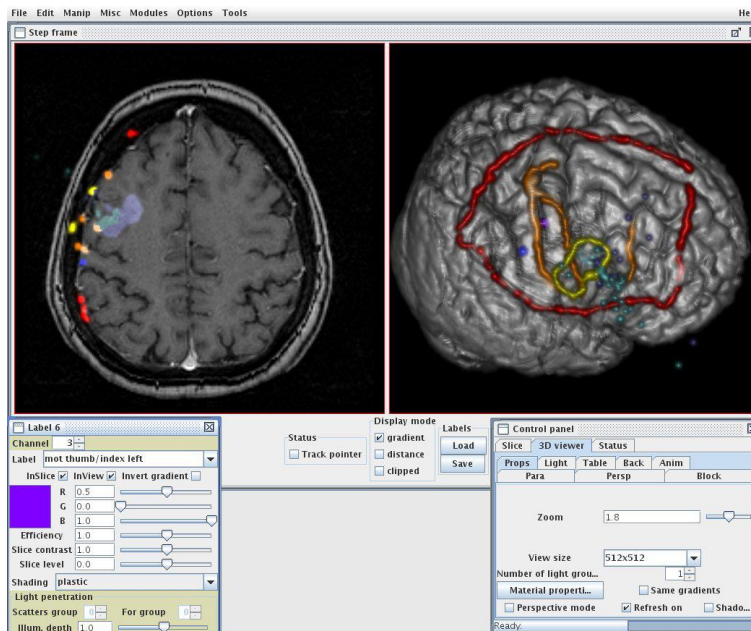 File Edit Manip Misc Modules Options Tools He
Step frame
Label 6
Channel 3
Label mot thumb/index left
InSlice InView Invert gradient
R 0.5
G 0.0
B 1.0
Efficiency 1.0
Slice contrast 1.0
Slice level 0.0
Shading plastic
Light penetration
Scatters group 0 For group 0
Illum. depth 1.0
Status
Track pointer
Display mode
gradient
distance
clipped
Labels
Load
Save
Control panel
Slice 3D viewer Status
Props Light Table Back Anim
Para Persp Block
Zoom 1.8
View size 512x512
Number of light grou... 1
Material properti... Same gradients
Perspective mode Refresh on Shado...
Ready